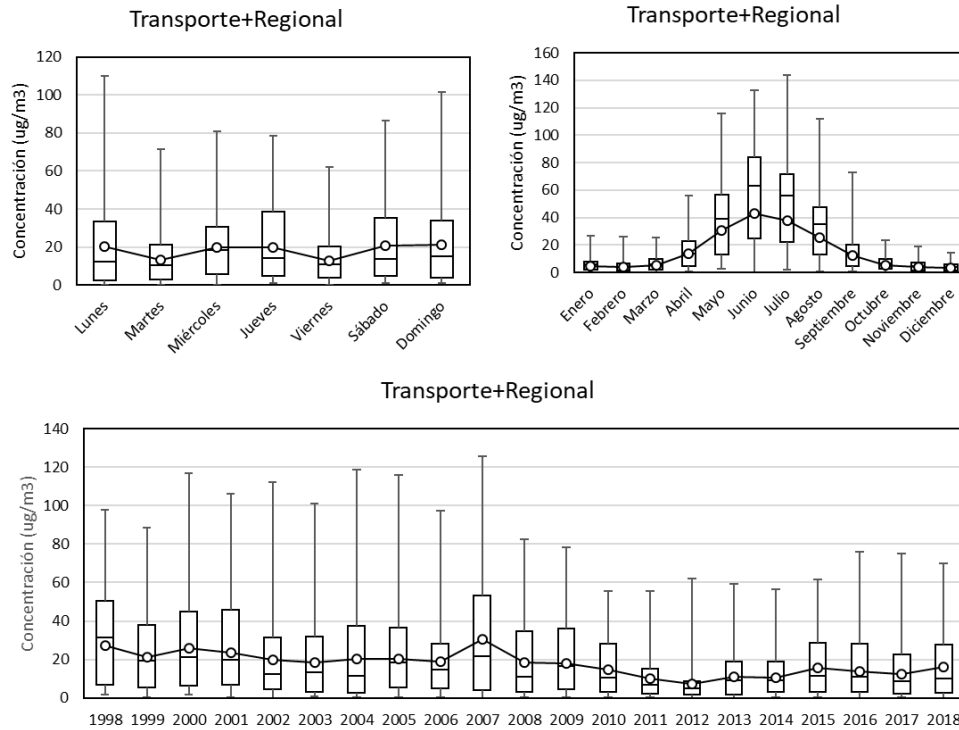 Transporte+Regional
Concentración (ug/m3)
120
100
80
60
40
20
0
Lunes
Martes
Miércoles
Jueves
Viernes
Sábado
Domingo
Transporte+Regional
Concentración (ug/m3)
160
140
120
100
80
60
40
20
0
Enero
Febrero
Marzo
Abril
Mayo
Junio
Julio
Agosto
Septiembre
Octubre
Noviembre
Diciembre
Transporte+Regional
Concentración (ug/m3)
140
120
100
80
60
40
20
0
1998 1999 2000 2001 2002 2003 2004 2005 2006 2007 2008 2009 2010 2011 2012 2013 2014 2015 2016 2017 2018